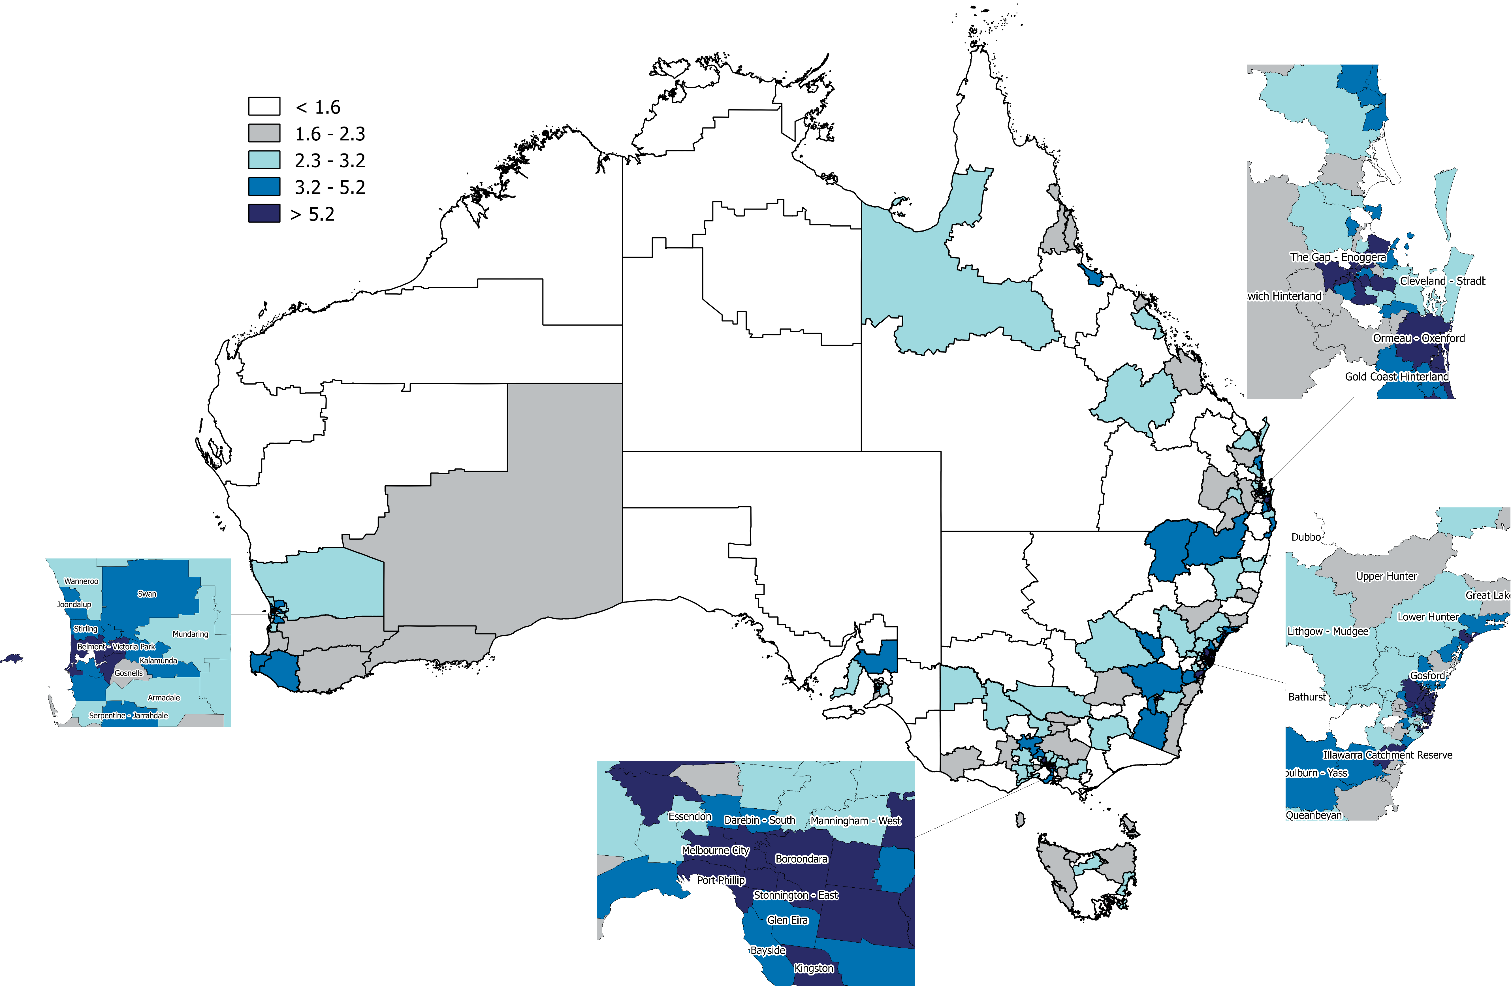 < 1.6
1.6 - 2.3
2.3 - 3.2
3.2 - 5.2
> 5.2
The Gap - Enoggera
Cleveland - Stradb
wich Hinterland
Ormeau - Oxenford
Gold Coast Hinterland
Dubbo
Upper Hunter
Great Lake
Lower Hunter
Lithgow - Mudgee
Gosford
Bathurst
Illawarra Catchment Reserve
oulburn - Yass
Queanbeyan
Wanneroo
Swan
Joondalup
Stirling
Mundaring
Belmont - Victoria Park
Kalamunda
Gosnells
Armadale
Serpentine - Jarrahdale
Essendon
Darebin - South
Manningham - West
Melbourne City
Boroondara
Port Phillip
Stonnington - East
Glen Eira
Bayside
Kingston